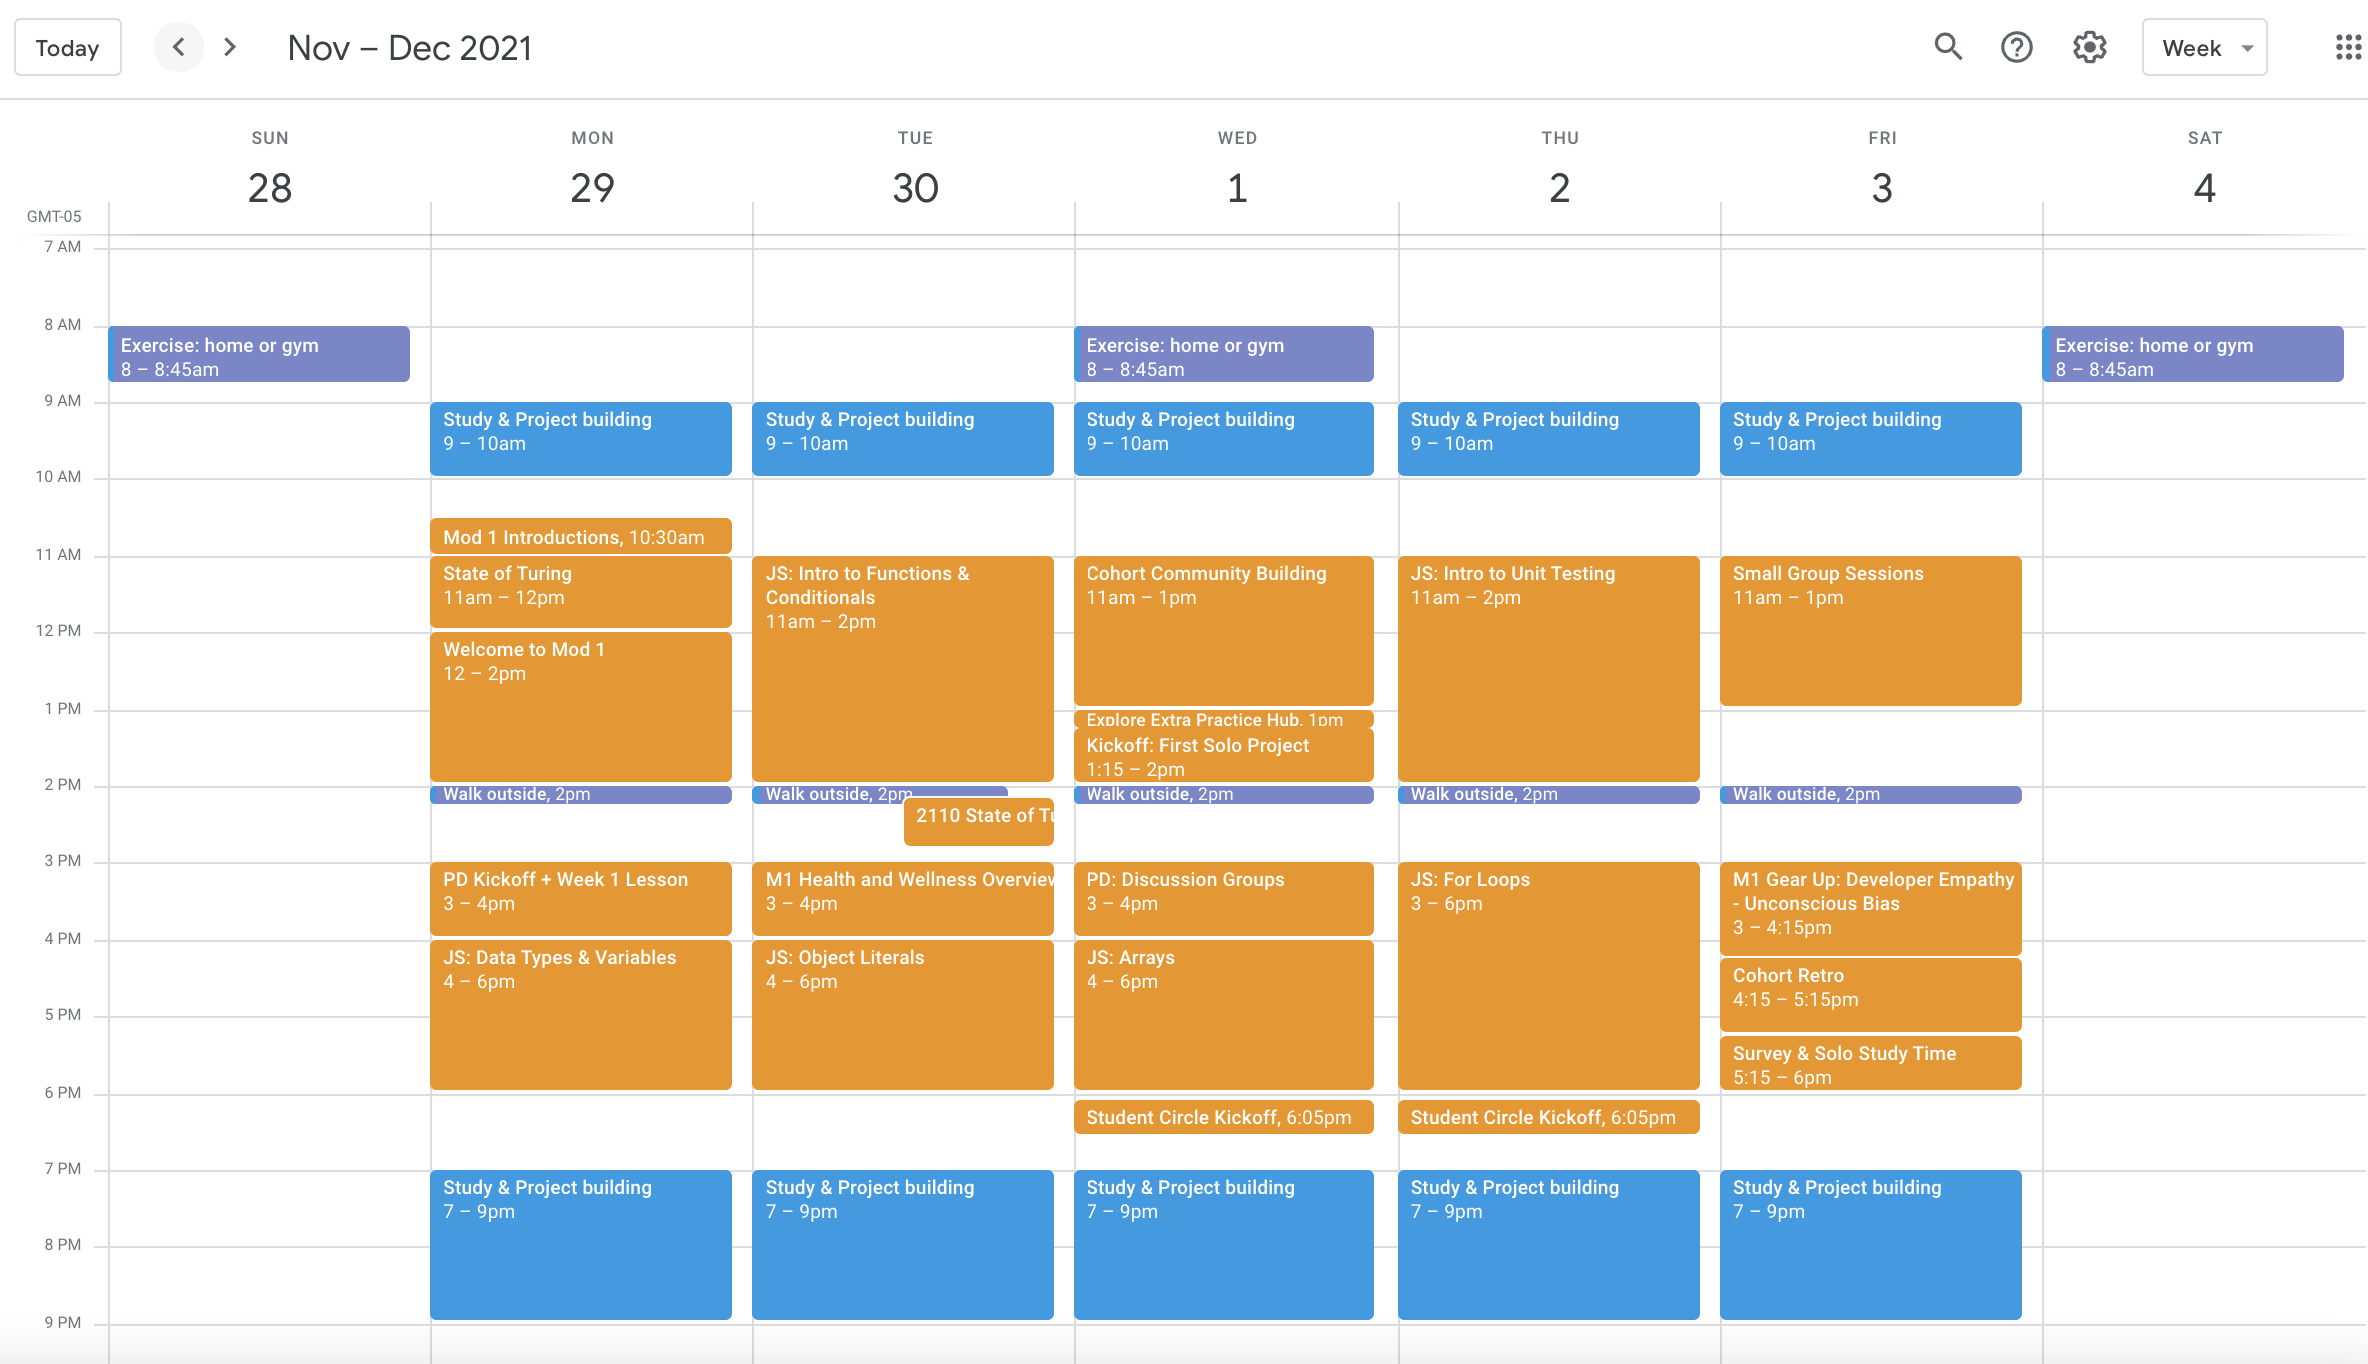 Today
Nov – Dec 2021
Week
SUN
28
MON
29
TUE
30
WED
1
THU
2
FRI
3
SAT
4
GMT-05
7 AM
8 AM
9 AM
10 AM
11 AM
12 PM
1 PM
2 PM
3 PM
4 PM
5 PM
6 PM
7 PM
8 PM
9 PM
Exercise: home or gym
8 – 8:45am
Study & Project building
9 – 10am
Mod 1 Introductions, 10:30am
State of Turing
11am – 12pm
Welcome to Mod 1
12 – 2pm
Walk outside, 2pm
PD Kickoff + Week 1 Lesson
3 – 4pm
JS: Data Types & Variables
4 – 6pm
Study & Project building
7 – 9pm
Study & Project building
9 – 10am
JS: Intro to Functions &
Conditionals
11am – 2pm
Walk outside, 2pm
2110 State of Tu
M1 Health and Wellness Overview
3 – 4pm
JS: Object Literals
4 – 6pm
Study & Project building
7 – 9pm
Exercise: home or gym
8 – 8:45am
Study & Project building
9 – 10am
Cohort Community Building
11am – 1pm
Explore Extra Practice Hub, 1pm
Kickoff: First Solo Project
1:15 – 2pm
Walk outside, 2pm
PD: Discussion Groups
3 – 4pm
JS: Arrays
4 – 6pm
Student Circle Kickoff, 6:05pm
Study & Project building
7 – 9pm
Study & Project building
9 – 10am
JS: Intro to Unit Testing
11am – 2pm
Walk outside, 2pm
JS: For Loops
3 – 6pm
Student Circle Kickoff, 6:05pm
Study & Project building
7 – 9pm
Study & Project building
9 – 10am
Small Group Sessions
11am – 1pm
Walk outside, 2pm
M1 Gear Up: Developer Empathy
- Unconscious Bias
3 – 4:15pm
Cohort Retro
4:15 – 5:15pm
Survey & Solo Study Time
5:15 – 6pm
Study & Project building
7 – 9pm
Exercise: home or gym
8 – 8:45am